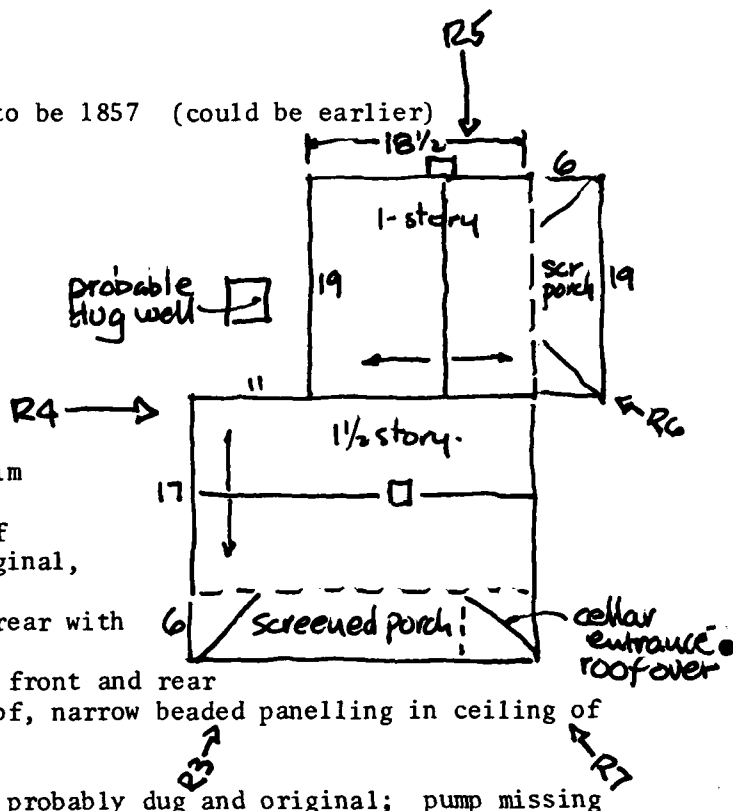 R5
to be 1857 (could be earlier)
18½
6
1-story
probable
dug well
19
scr
porch
19
11
R4
R6
1½ story.
im
17
f
ginal,
rear with
6
screened porch
cellar
entrance
roof over
front and rear
of, narrow beaded panelling in ceiling of
R3
R7
probably dug and original; pump missing